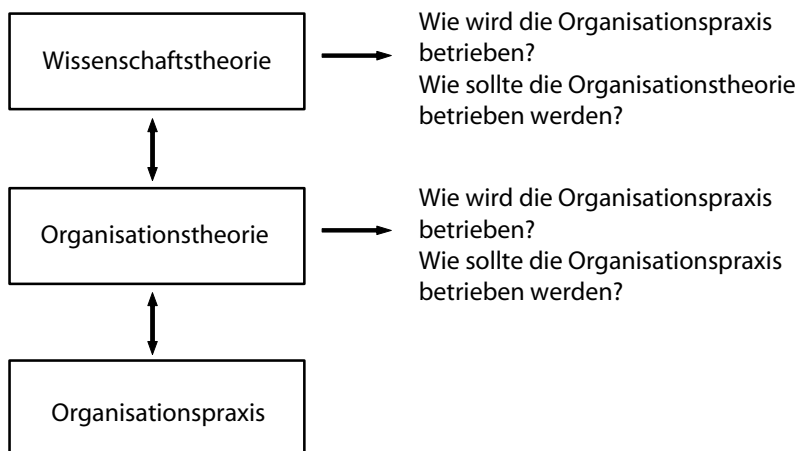 Wissenschaftstheorie
Wie wird die Organisationspraxis
betrieben?
Wie sollte die Organisationstheorie
betrieben werden?
Organisationstheorie
Wie wird die Organisationspraxis
betrieben?
Wie sollte die Organisationspraxis
betrieben werden?
Organisationspraxis